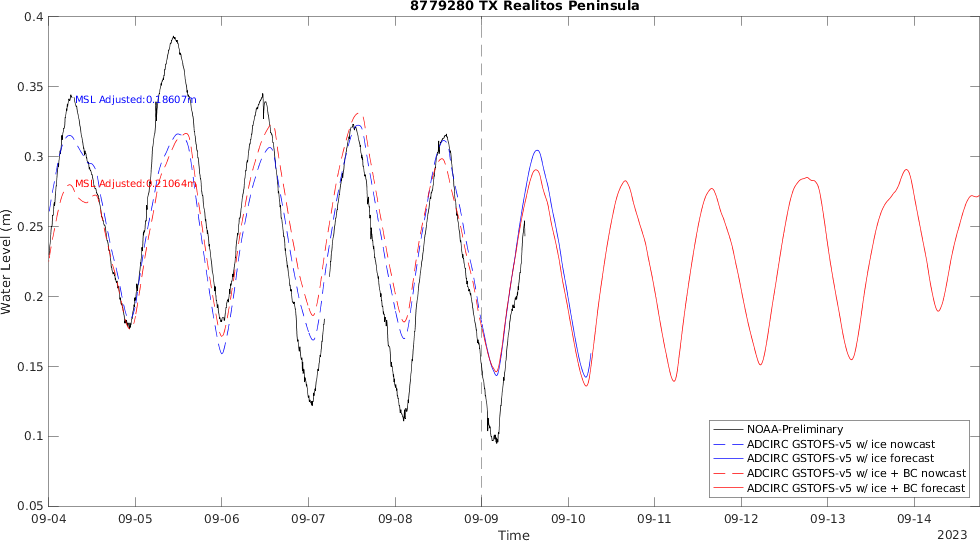 8779280 TX Realitos Peninsula
0.4
0.35
0.3
0.25
0.2
0.15
0.1
0.05
Water Level (m)
MSL Adjusted:0.18607m
MSL Adjusted:0.21064m
NOAA-Preliminary
ADCIRC GSTOFS-v5 w/ ice nowcast
ADCIRC GSTOFS-v5 w/ ice forecast
ADCIRC GSTOFS-v5 w/ ice + BC nowcast
ADCIRC GSTOFS-v5 w/ ice + BC forecast
09-04 09-05 09-06 09-07 09-08 09-09 09-10 09-11 09-12 09-13 09-14
Time
2023